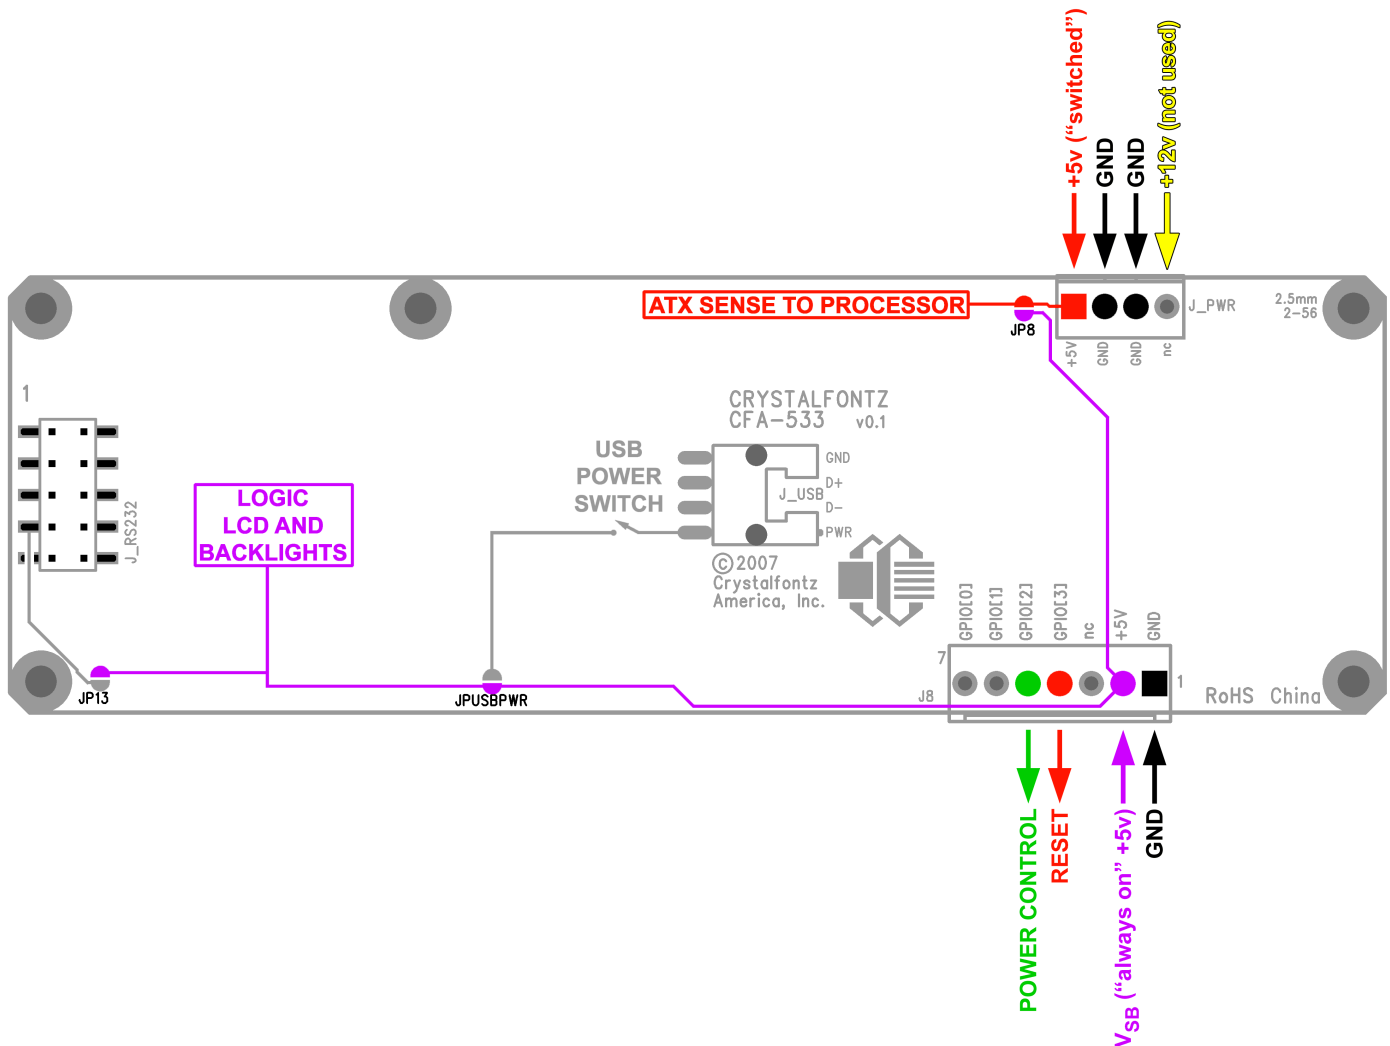 +5v (“switched”)
GND
GND
+12v (not used)
ATX SENSE TO PROCESSOR
JP8
J_PWR
2.5mm
2-56
+5V
GND
GND
nc
1
J_RS232
CRYSTALFONTZ
CFA-533 v0.1
USB
POWER
SWITCH
GND
D+
J_USB
D-
PWR
LOGIC
LCD AND
BACKLIGHTS
©2007
Crystalfontz
America, Inc.
GPIO[0]
GPIO[1]
GPIO[2]
GPIO[3]
nc
+5V
GND
7
J8
1
RoHS China
JP13
JPUSBPWR
POWER CONTROL
RESET
VSB (“always on” +5v)
GND